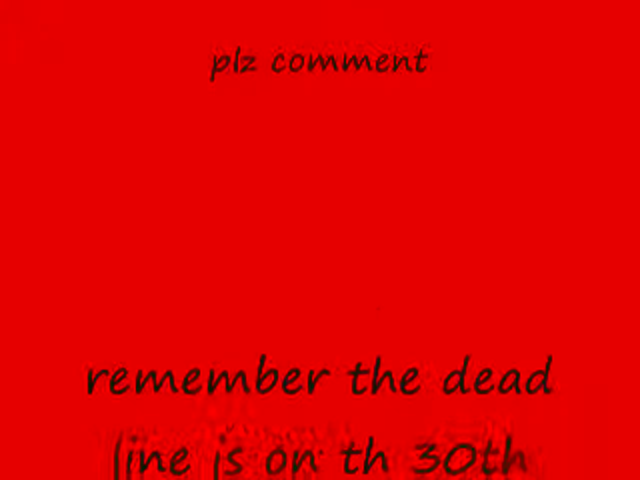 plz comment
remember the dead
line is on th 30th